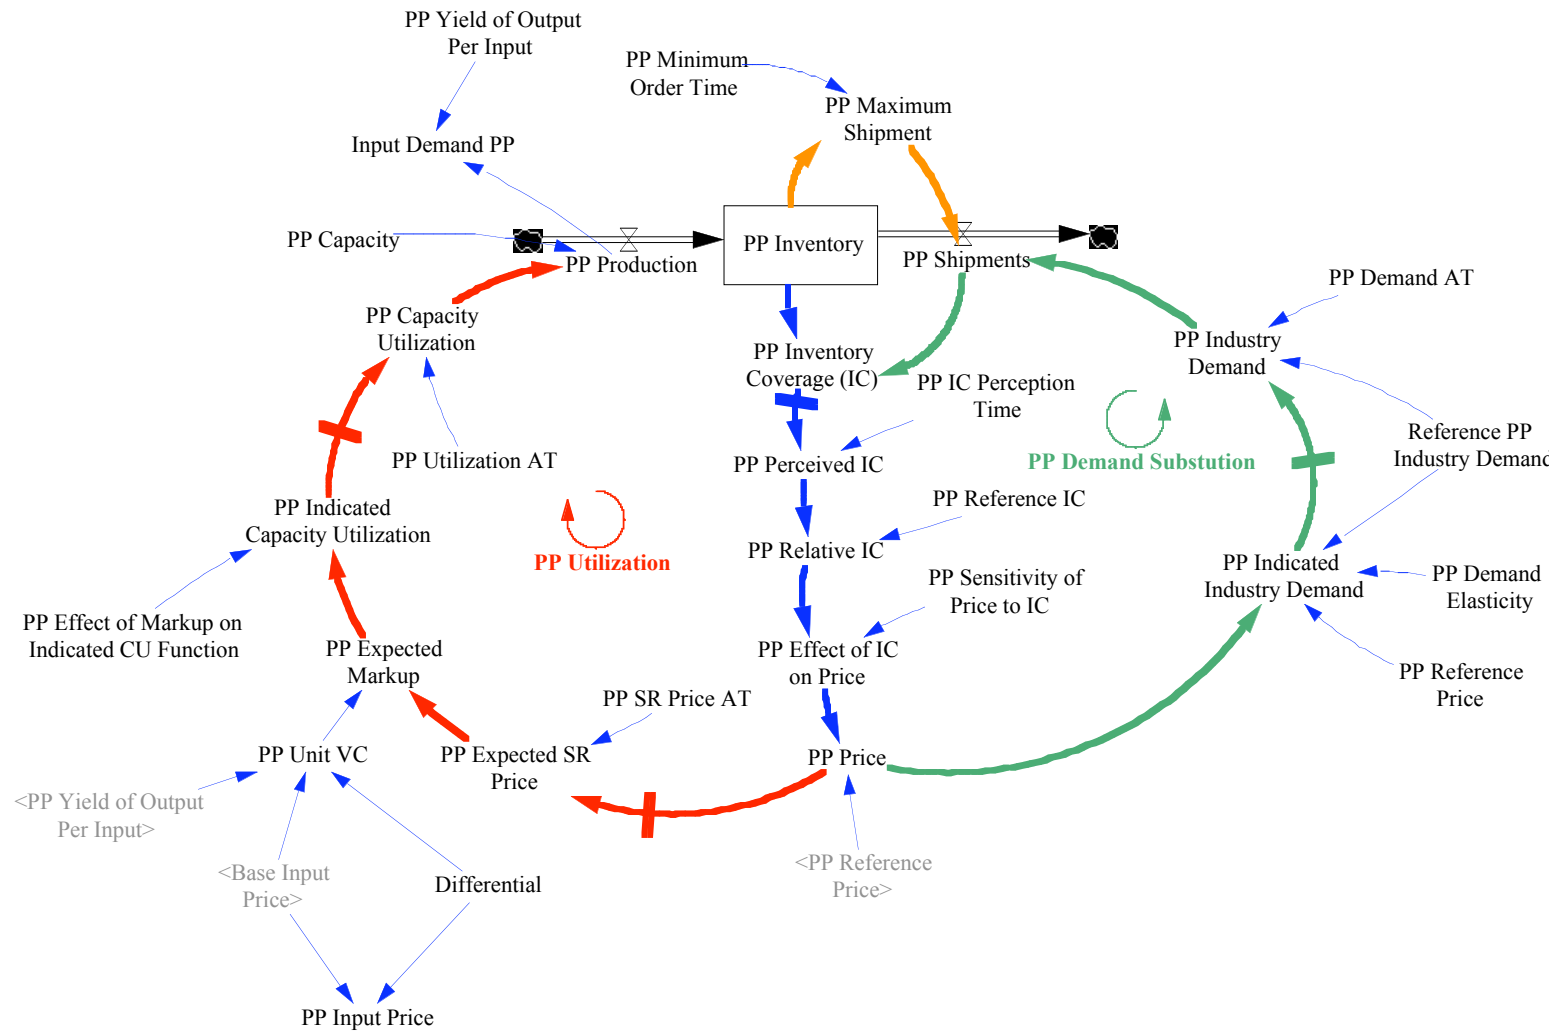 PP Yield of Output
Per Input
PP Minimum
Order Time
PP Maximum
Shipment
Input Demand PP
PP Capacity
PP Production
PP Inventory
PP Shipments
PP Demand AT
PP Capacity
Utilization
PP Inventory
Coverage (IC)
PP Industry
Demand
PP IC Perception
Time
PP Utilization AT
PP Perceived IC
PP Demand Substution
Reference PP
Industry Demand
PP Indicated
Capacity Utilization
PP Utilization
PP Reference IC
PP Relative IC
PP Sensitivity of
Price to IC
PP Indicated
Industry Demand
PP Demand
Elasticity
PP Effect of Markup on
Indicated CU Function
PP Expected
Markup
PP Effect of IC
on Price
PP Reference
Price
PP SR Price AT
PP Unit VC
PP Expected SR
Price
PP Price
<PP Yield of Output
Per Input>
<Base Input
Price>
Differential
<PP Reference
Price>
PP Input Price